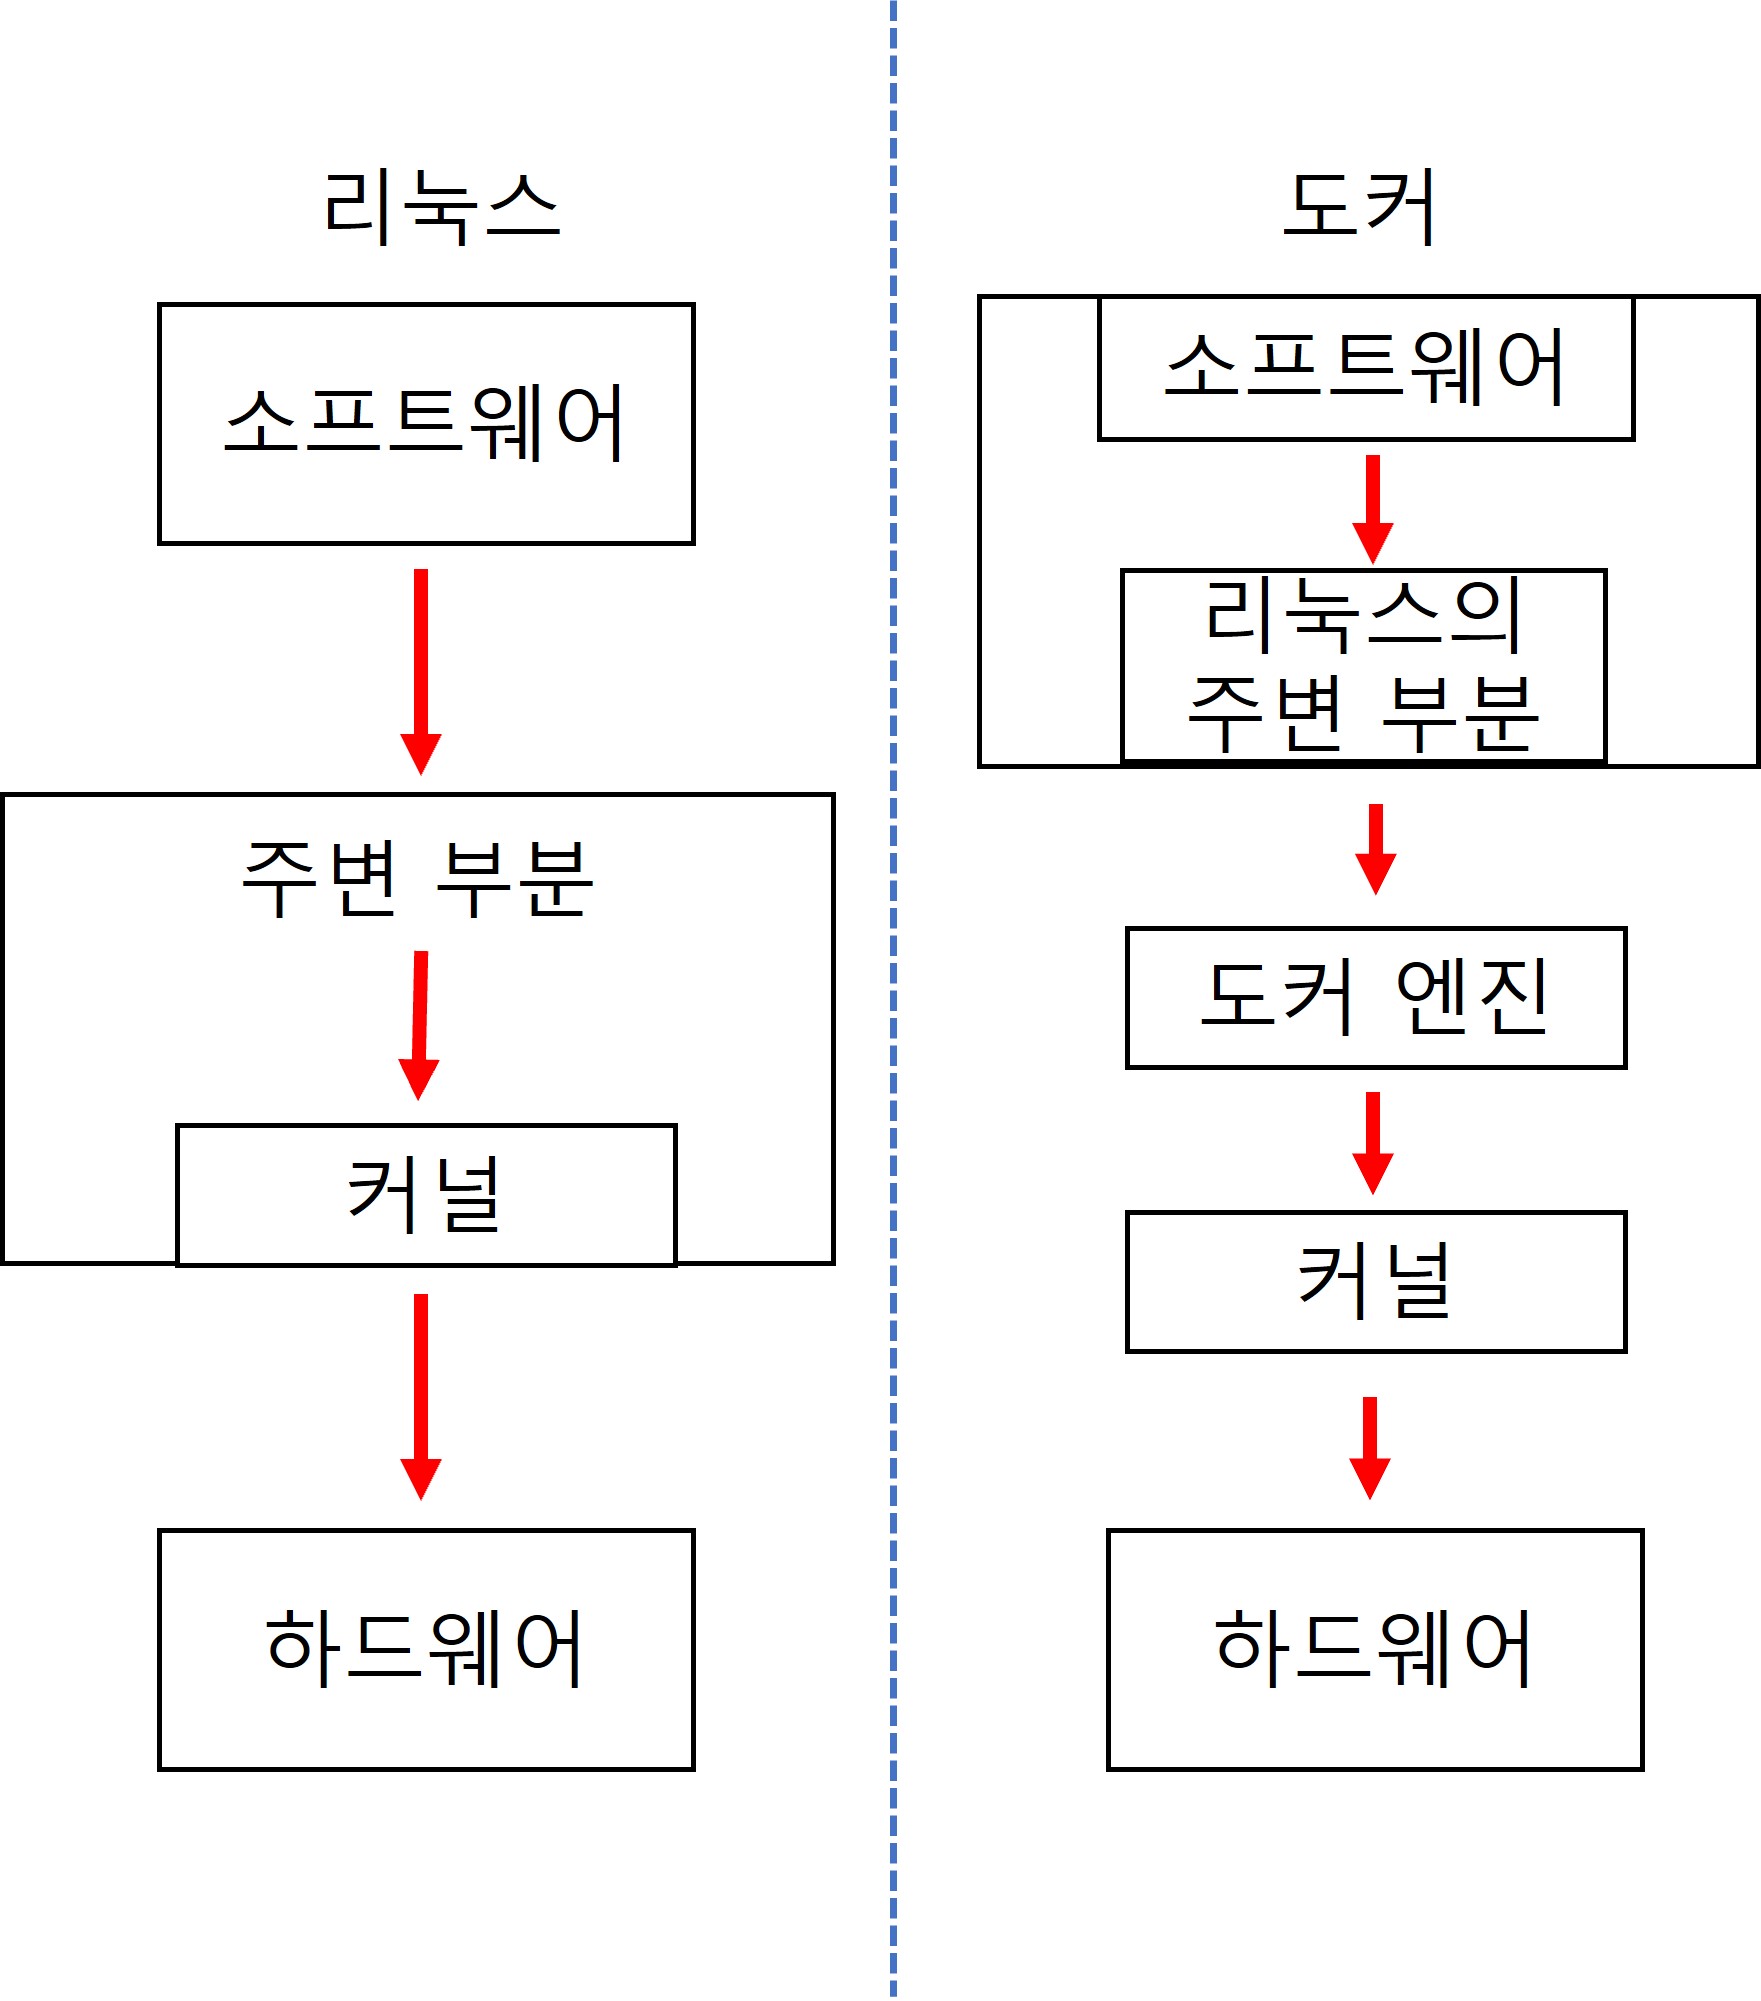 리눅스
소프트웨어
주변 부분
커널
하드웨어
도커
소프트웨어
리눅스의
주변 부분
도커 엔진
커널
하드웨어